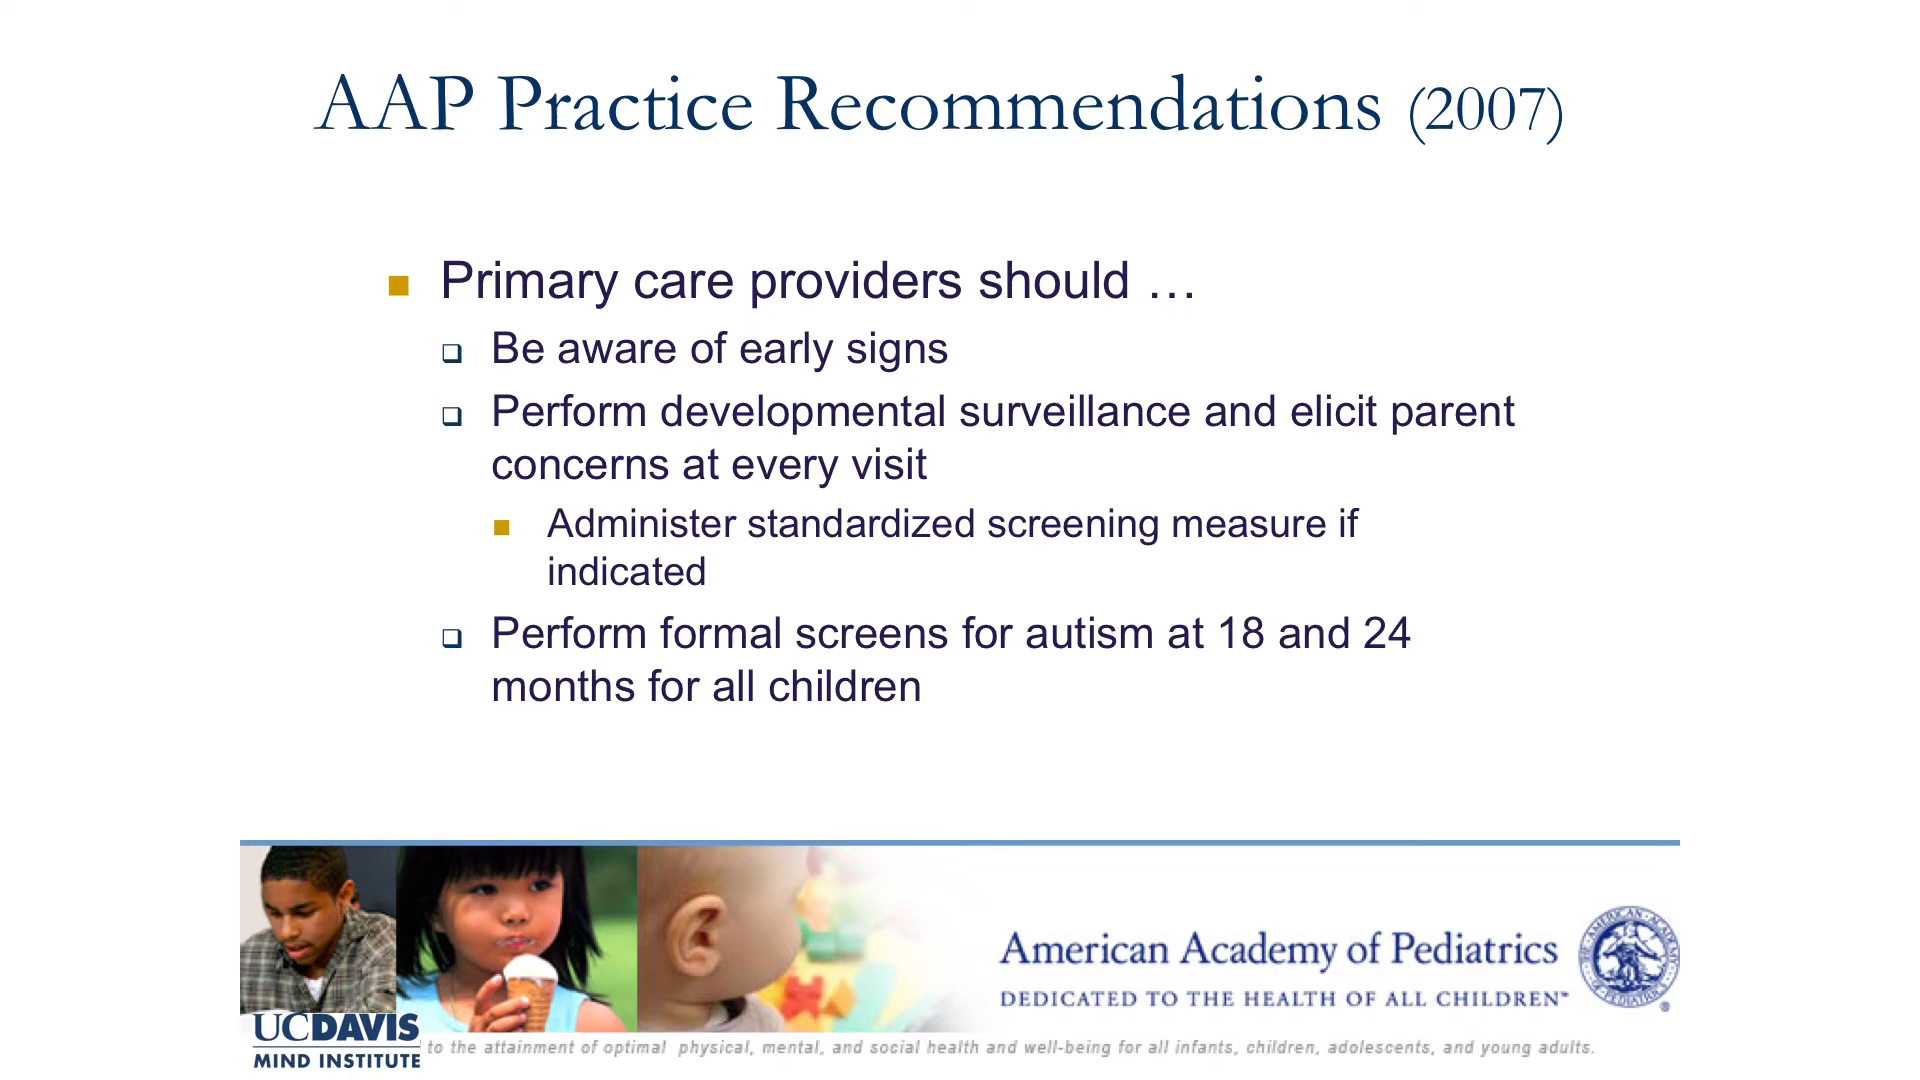 AAP Practice Recommendations (2007)
Primary care providers should …
Be aware of early signs
Perform developmental surveillance and elicit parent
concerns at every visit
Administer standardized screening measure if
indicated
Perform formal screens for autism at 18 and 24
months for all children
American Academy of Pediatrics
DEDICATED TO THE HEALTH OF ALL CHILDREN™
UCDAVIS
MIND INSTITUTE
to the attainment of optimal physical, mental, and social health and well-being for all infants, children, adolescents, and young adults.